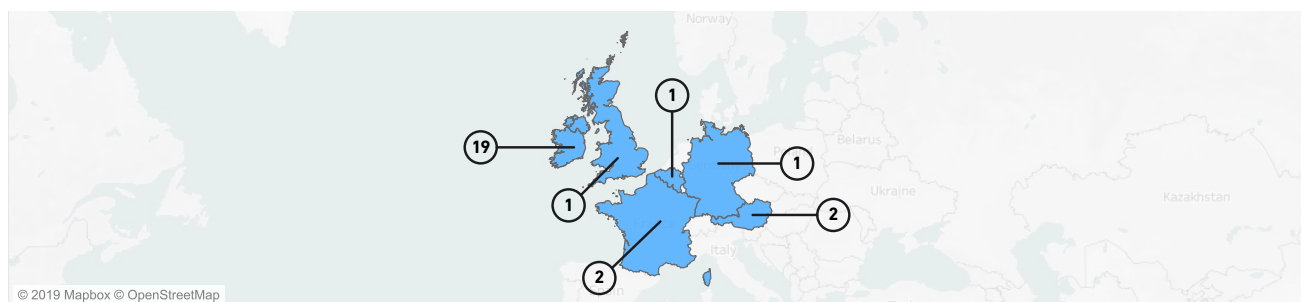 Norway
1
19
Belarus
1
Ukraine
Kazakhstan
1
2
Italy
2
© 2019 Mapbox © OpenStreetMap